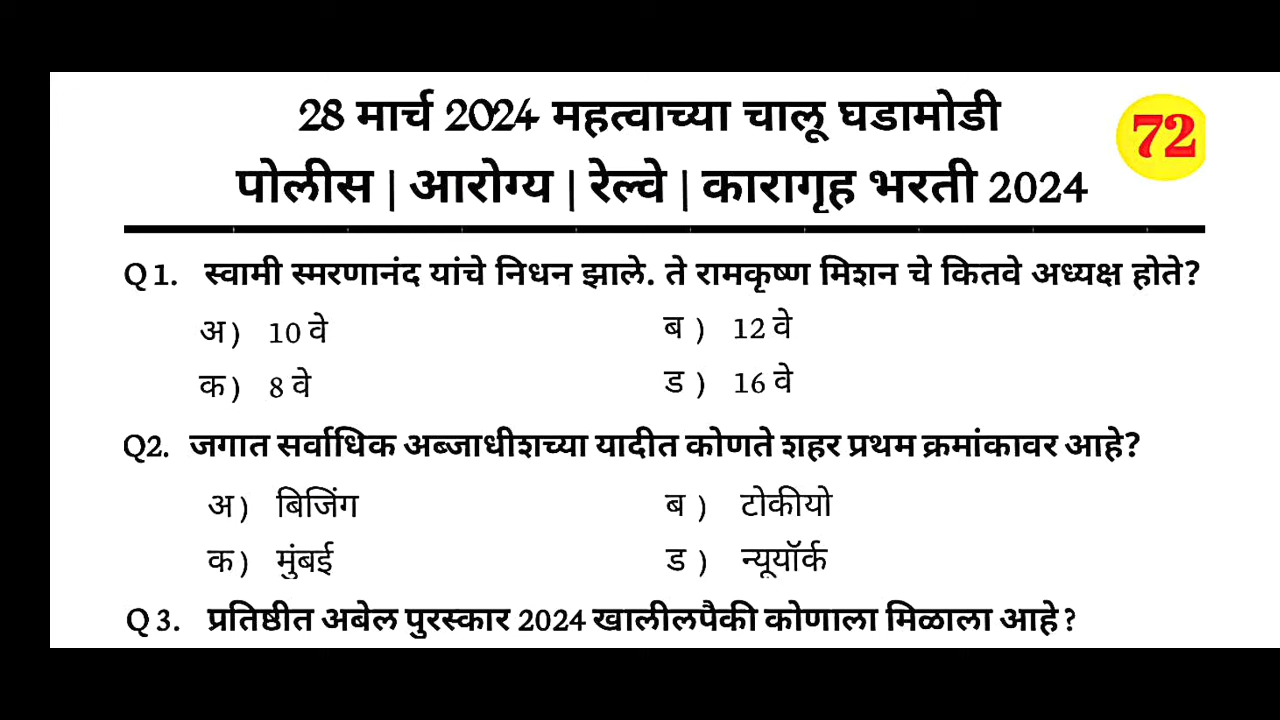 28 मार्च 2024 महत्वाच्या चालू घडामोडी
72
पोलीस | आरोग्य | रेल्वे | कारागृह भरती 2024
Q 1. स्वामी स्मरणानंद यांचे निधन झाले. ते रामकृष्ण मिशन चे कितवे अध्यक्ष होते?
अ ) 10 वे ब ) 12 वे
क ) 8 वे ड ) 16 वे
Q2. जगात सर्वाधिक अब्जाधीशच्या यादीत कोणते शहर प्रथम क्रमांकावर आहे?
अ ) बिजिंग ब ) टोकीयो
क ) मुंबई ड ) न्यूयॉर्क
Q 3. प्रतिष्ठीत अबेल पुरस्कार 2024 खालीलपैकी कोणाला मिळाला आहे ?